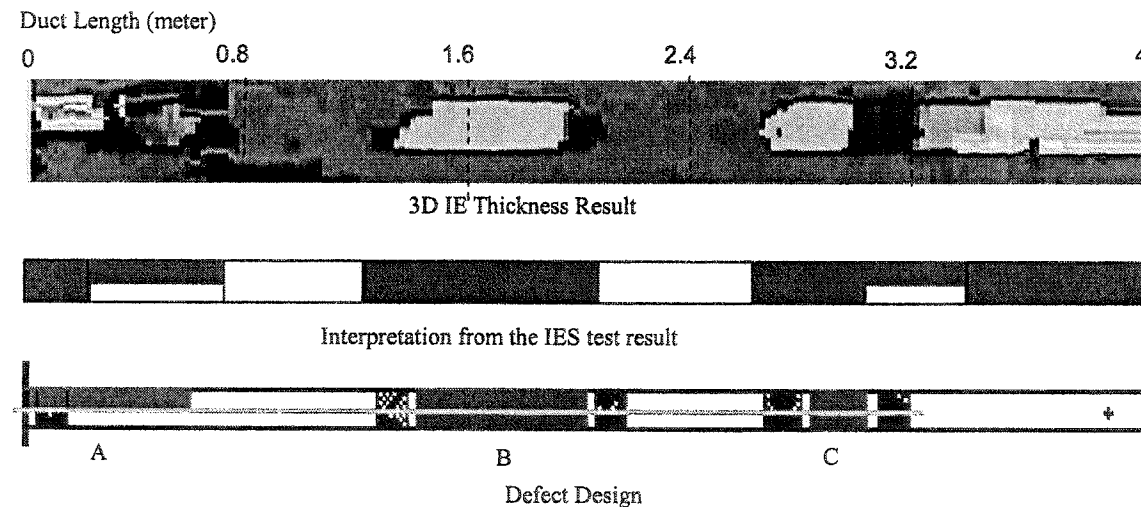 Duct Length (meter)
0 0.8 1.6 2.4 3.2 4
3D IE Thickness Result
Interpretation from the IES test result
A B C
Defect Design